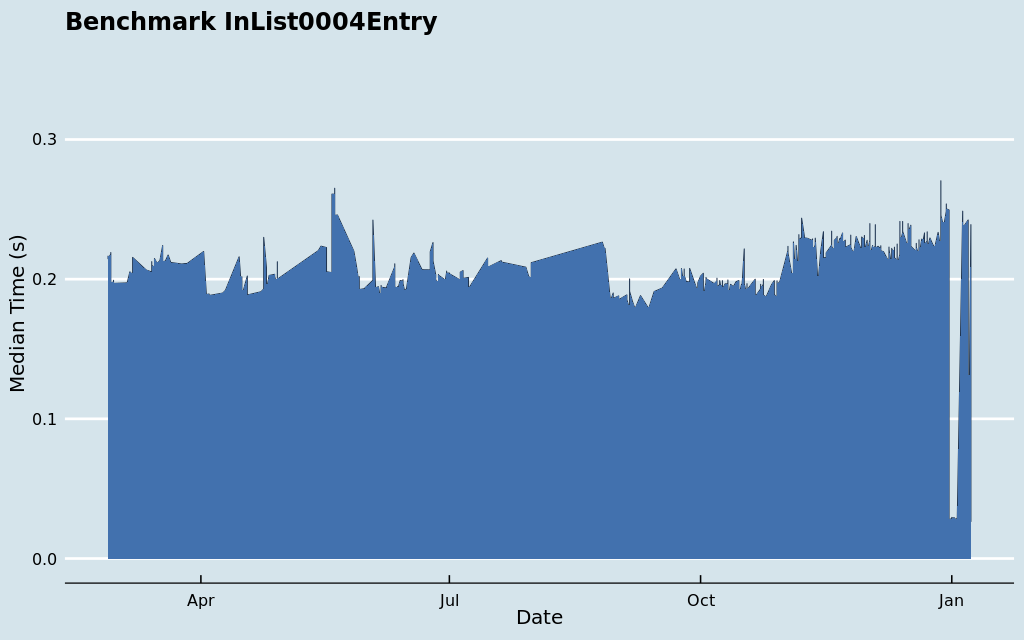 Benchmark InList0004Entry
Median Time (s)
0.3
0.2
0.1
0.0
Apr Jul Oct Jan
Date